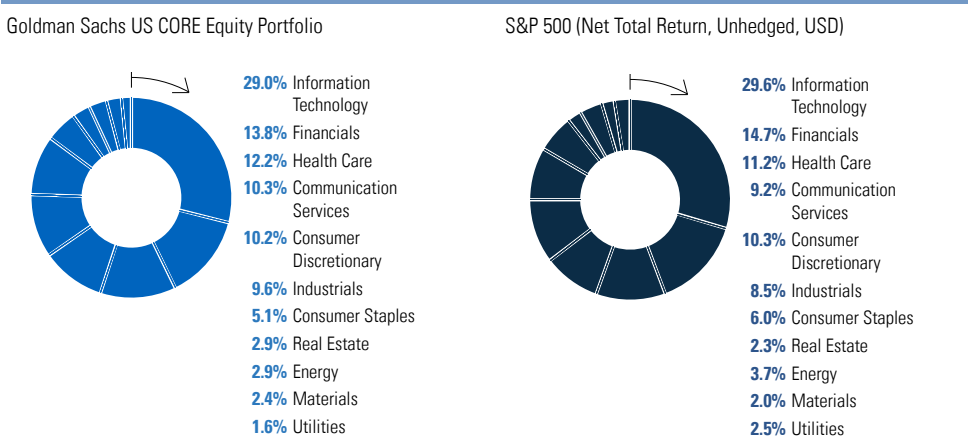 Goldman Sachs US CORE Equity Portfolio
29.0% Information
Technology
13.8% Financials
12.2% Health Care
10.3% Communication
Services
10.2% Consumer
Discretionary
9.6% Industrials
5.1% Consumer Staples
2.9% Real Estate
2.9% Energy
2.4% Materials
1.6% Utilities
S&P 500 (Net Total Return, Unhedged, USD)
29.6% Information
Technology
14.7% Financials
11.2% Health Care
9.2% Communication
Services
10.3% Consumer
Discretionary
8.5% Industrials
6.0% Consumer Staples
2.3% Real Estate
3.7% Energy
2.0% Materials
2.5% Utilities